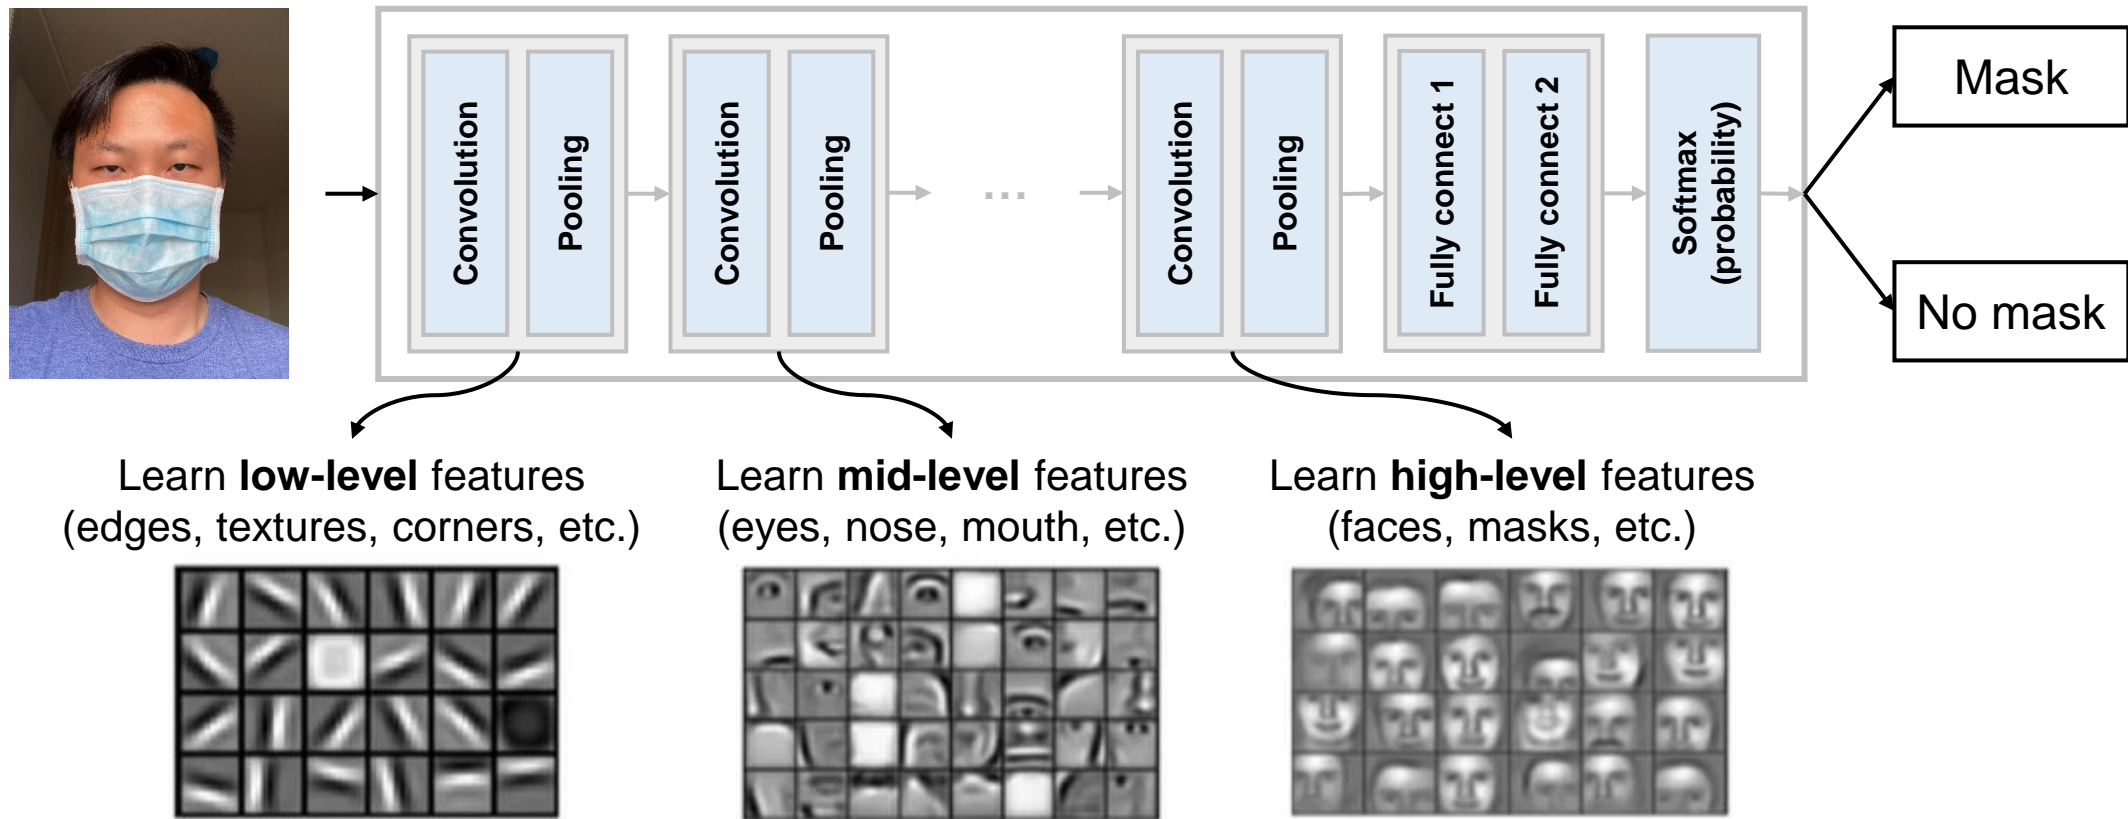 Convolution
Pooling
Convolution
Pooling
...
Convolution
Pooling
Fully connect 1
Fully connect 2
Softmax
(probability)
Mask
No mask
Learn low-level features
(edges, textures, corners, etc.)
Learn mid-level features
(eyes, nose, mouth, etc.)
Learn high-level features
(faces, masks, etc.)